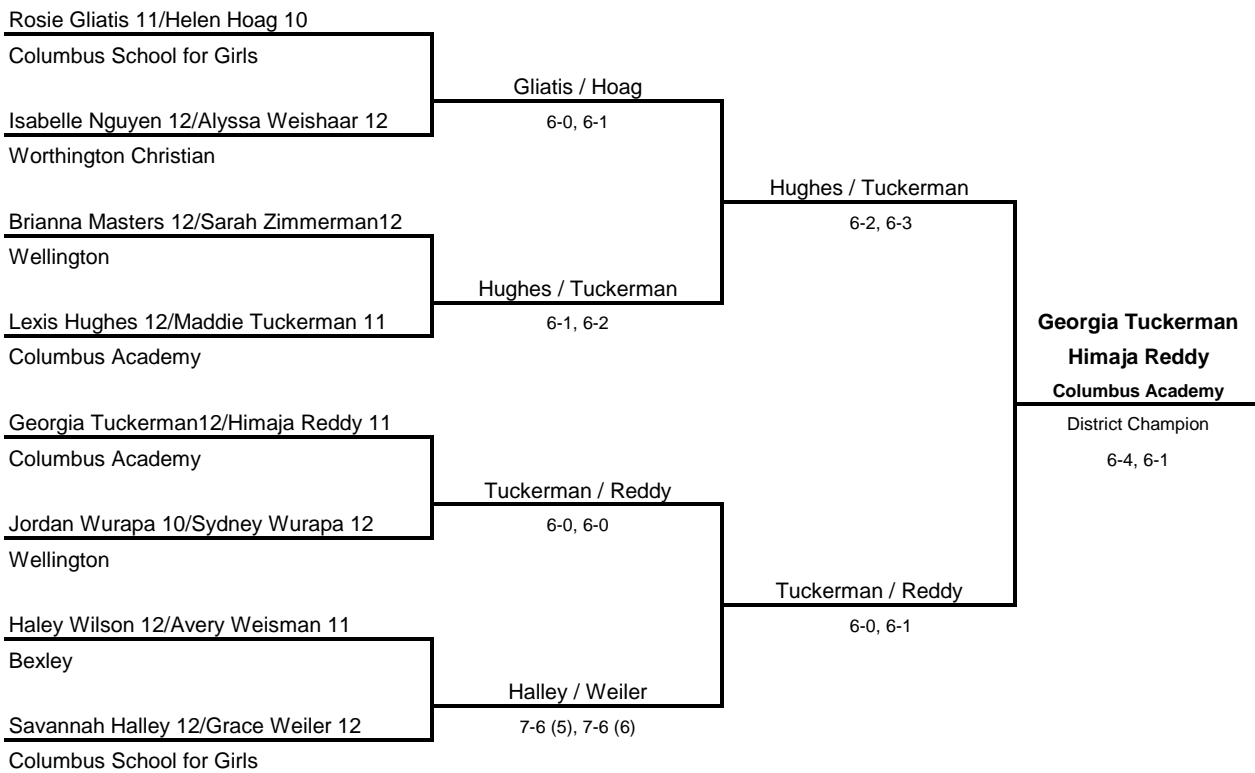 Rosie Gliatis 11/Helen Hoag 10
Columbus School for Girls
Gliatis / Hoag
6-0, 6-1
Isabelle Nguyen 12/Alyssa Weishaar 12
Worthington Christian
Hughes / Tuckerman
6-2, 6-3
Brianna Masters 12/Sarah Zimmerman12
Wellington
Hughes / Tuckerman
6-1, 6-2
Lexis Hughes 12/Maddie Tuckerman 11
Columbus Academy
Georgia Tuckerman
Himaja Reddy
Columbus Academy
District Champion
6-4, 6-1
Georgia Tuckerman12/Himaja Reddy 11
Columbus Academy
Tuckerman / Reddy
6-0, 6-0
Jordan Wurapa 10/Sydney Wurapa 12
Wellington
Tuckerman / Reddy
6-0, 6-1
Haley Wilson 12/Avery Weisman 11
Bexley
Halley / Weiler
7-6 (5), 7-6 (6)
Savannah Halley 12/Grace Weiler 12
Columbus School for Girls